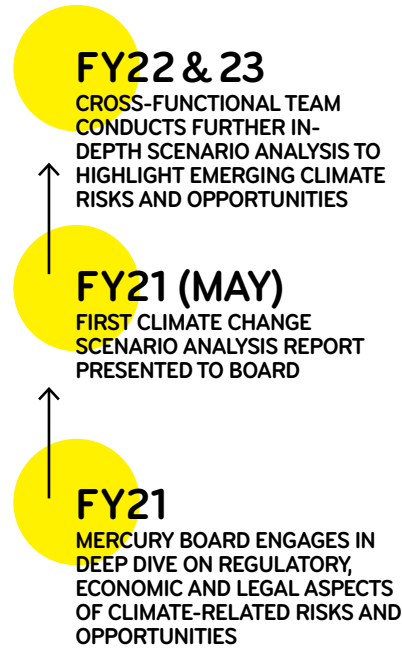 FY22 & 23
CROSS-FUNCTIONAL TEAM
CONDUCTS FURTHER IN-
DEPTH SCENARIO ANALYSIS TO
HIGHLIGHT EMERGING CLIMATE
RISKS AND OPPORTUNITIES
FY21 (MAY)
FIRST CLIMATE CHANGE
SCENARIO ANALYSIS REPORT
PRESENTED TO BOARD
FY21
MERCURY BOARD ENGAGES IN
DEEP DIVE ON REGULATORY,
ECONOMIC AND LEGAL ASPECTS
OF CLIMATE-RELATED RISKS AND
OPPORTUNITIES